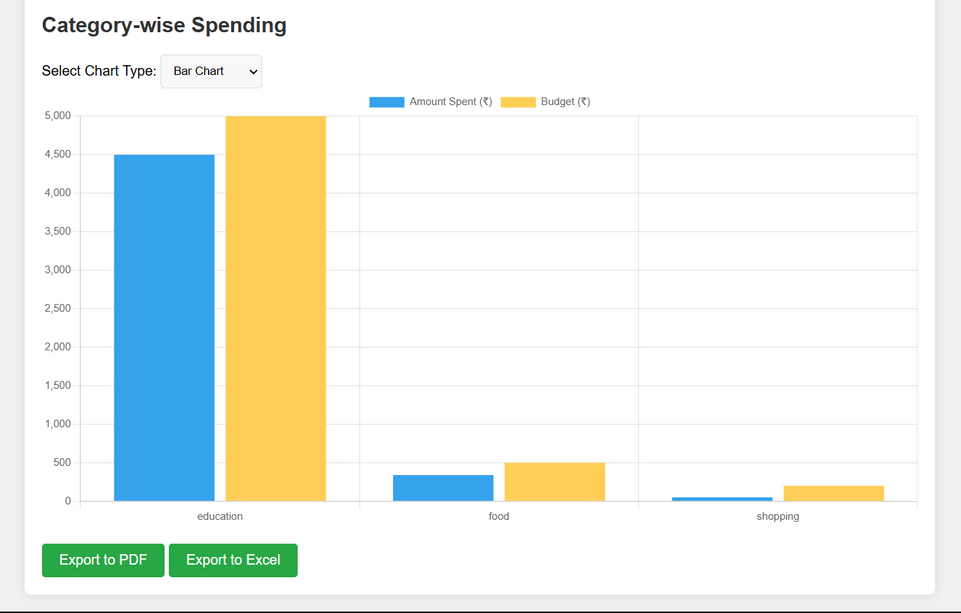 Category-wise Spending
Select Chart Type: Bar Chart
Amount Spent (₹) Budget (₹)
5,000
4,500
4,000
3,500
3,000
2,500
2,000
1,500
1,000
500
0
education food shopping
Export to PDF Export to Excel